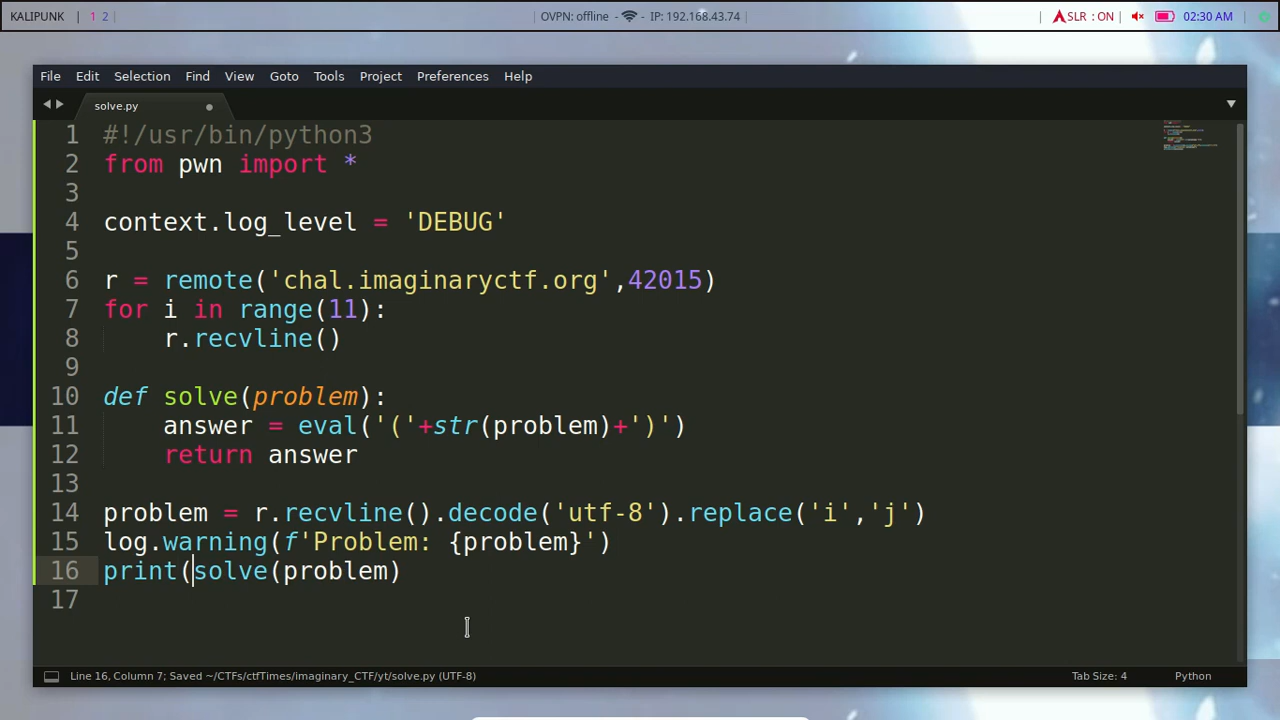 KALIPUNK | 1 2 | OVPN: offline - - IP: 192.168.43.74 | | SLR : ON | 02:30 AM |
File Edit Selection Find View Goto Tools Project Preferences Help
solve.py
1 #!/usr/bin/python3
2 from pwn import *
3
4 context.log_level = 'DEBUG'
5
6 r = remote('chal.imaginaryctf.org',42015)
7 for i in range(11):
8 r.recvline()
9
10 def solve(problem):
11 answer = eval('('+str(problem)+')')
12 return answer
13
14 problem = r.recvline().decode('utf-8').replace('i','j')
15 log.warning(f'Problem: {problem}')
16 print(solve(problem)
17
Line 16, Column 7; Saved ~/CTFs/ctfTimes/imaginary_CTF/yt/solve.py (UTF-8) Tab Size: 4 Python